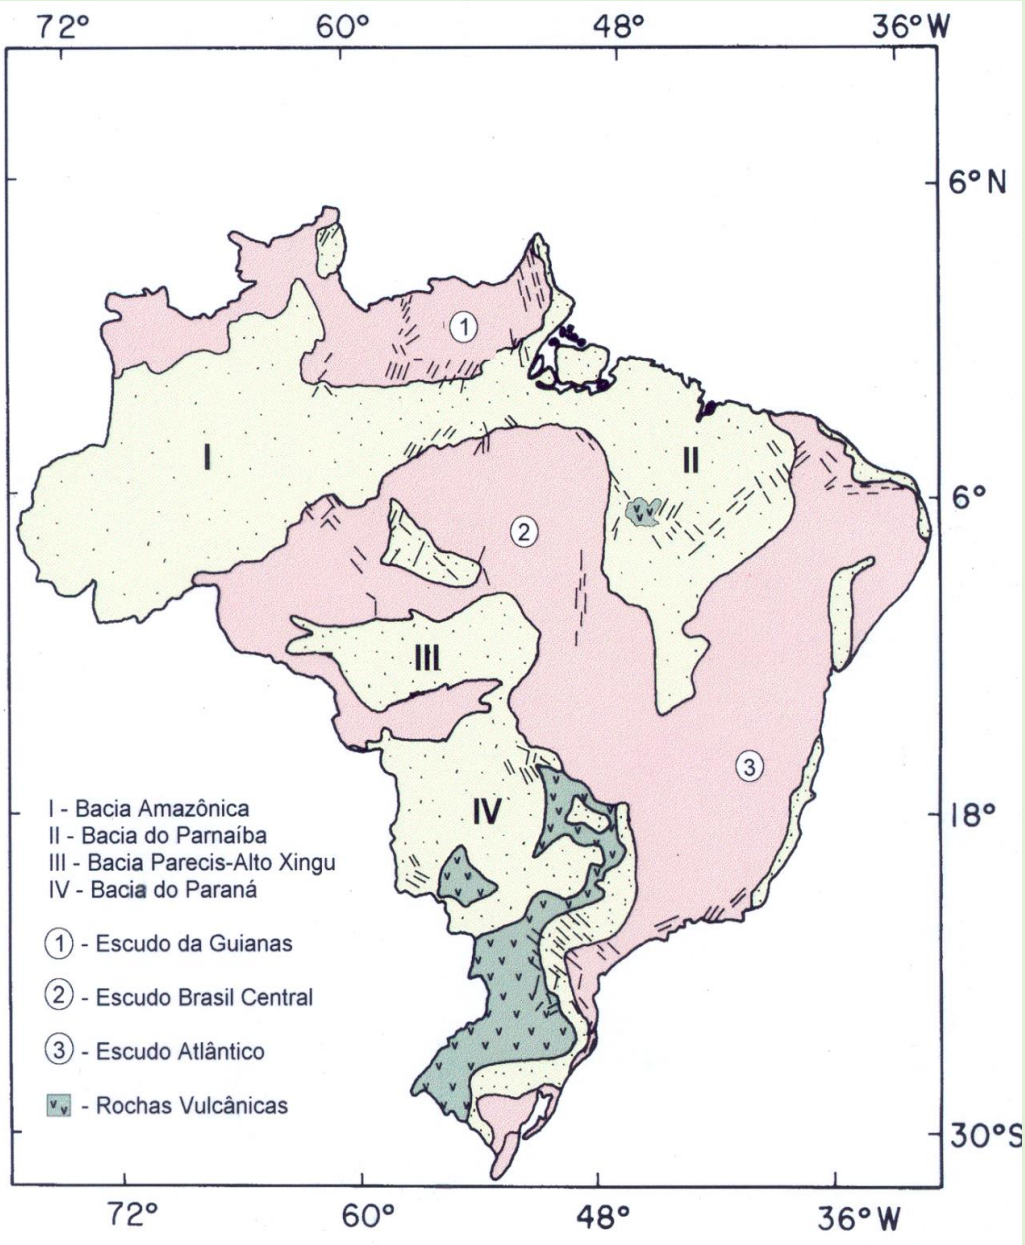 72° 60° 48° 36°W
6°N
1
I
II
6°
2
III
3
IV
18°
I - Bacia Amazônica
II - Bacia do Parnaíba
III - Bacia Parecis-Alto Xingu
IV - Bacia do Paraná
1 - Escudo da Guianas
2 - Escudo Brasil Central
3 - Escudo Atlântico
- Rochas Vulcânicas
30°S
72° 60° 48° 36°W